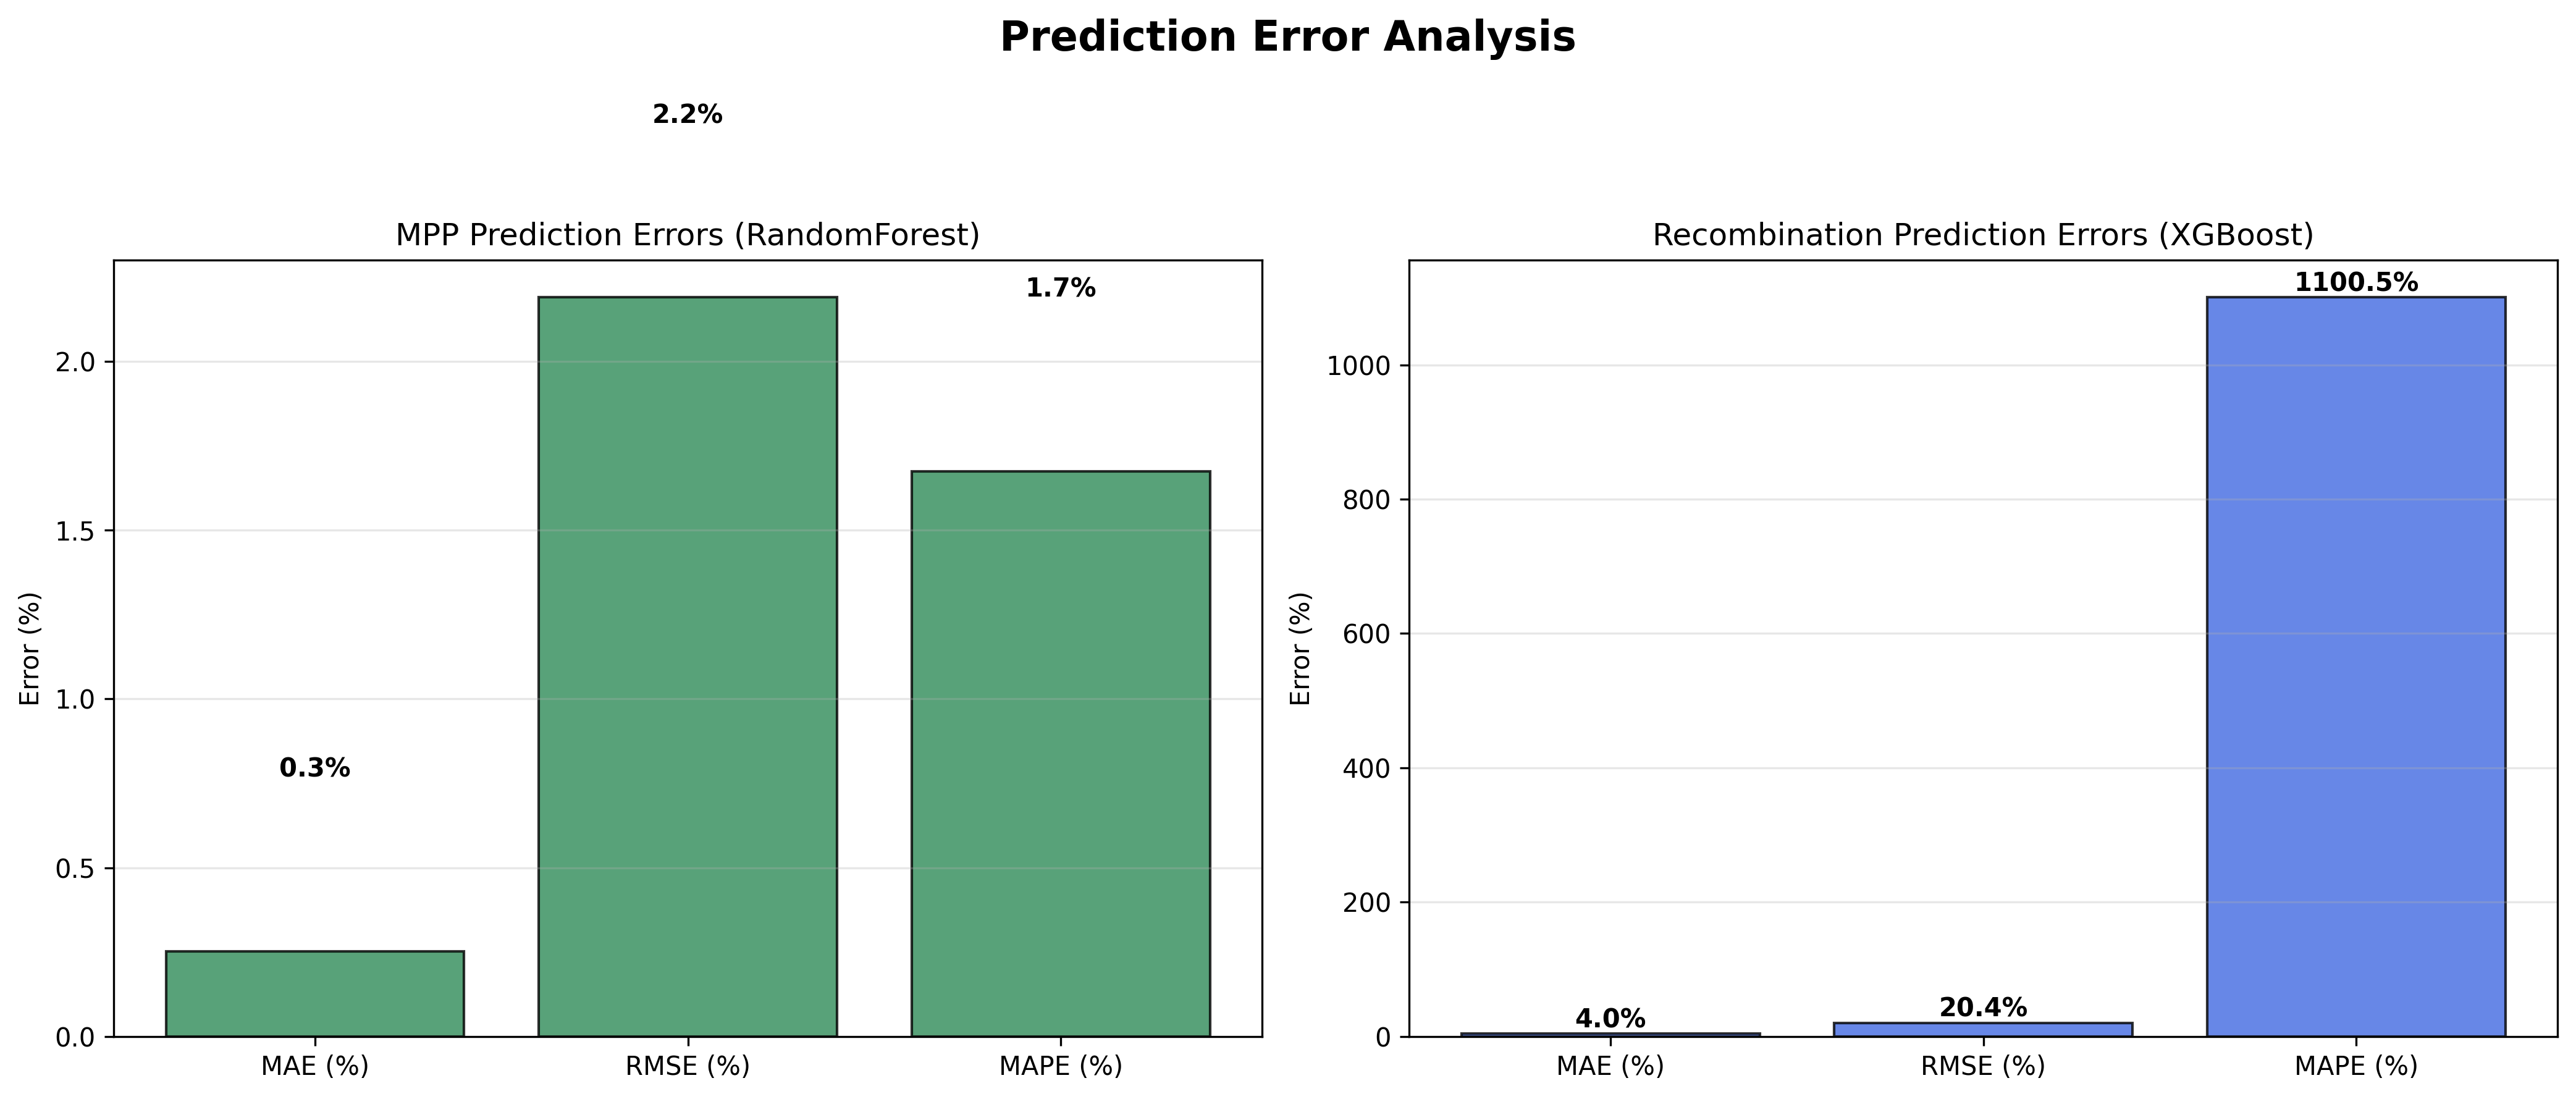 Prediction Error Analysis
MPP Prediction Errors (RandomForest)
2.2%
1.7%
0.3%
Error (%)
2.0
1.5
1.0
0.5
0.0
MAE (%)
RMSE (%)
MAPE (%)
Recombination Prediction Errors (XGBoost)
1100.5%
20.4%
4.0%
Error (%)
1000
800
600
400
200
0
MAE (%)
RMSE (%)
MAPE (%)